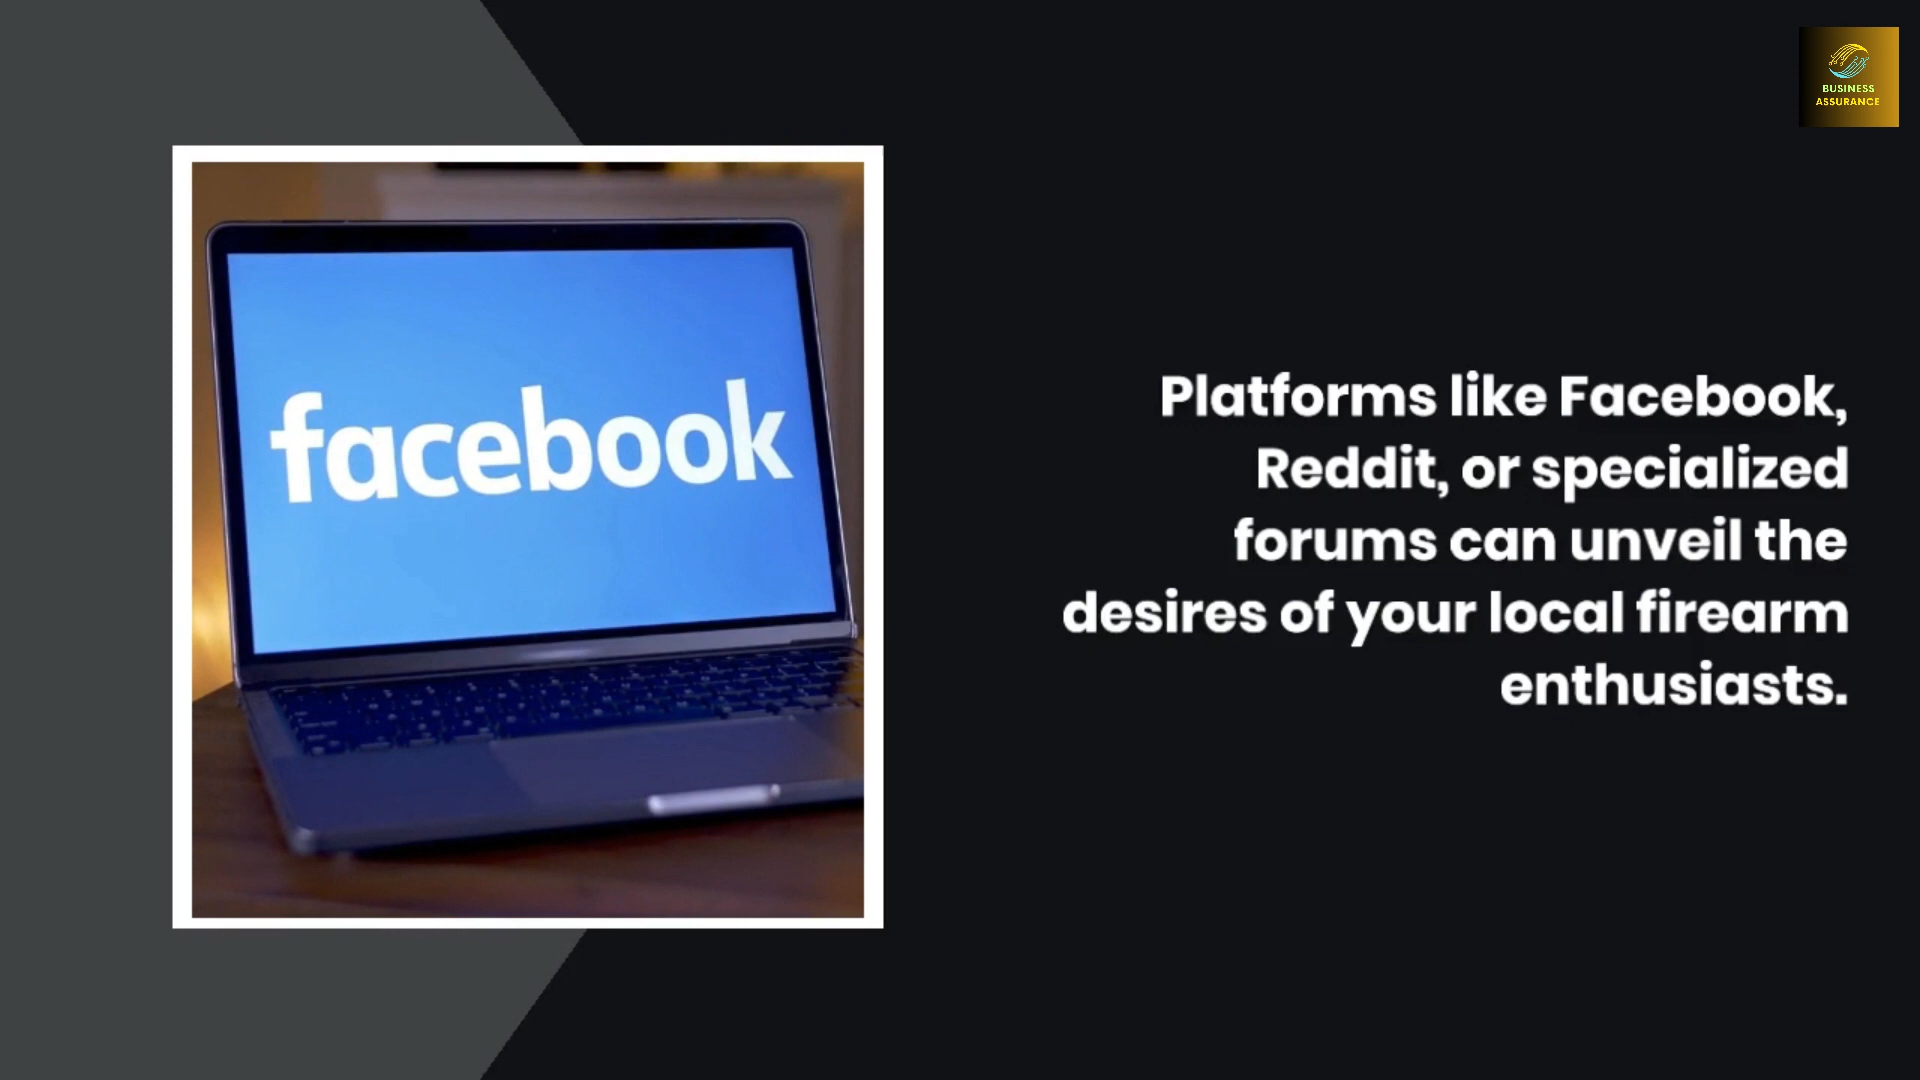 BUSINESS
ASSURANCE
facebook
Platforms like Facebook,
Reddit, or specialized
forums can unveil the
desires of your local firearm
enthusiasts.